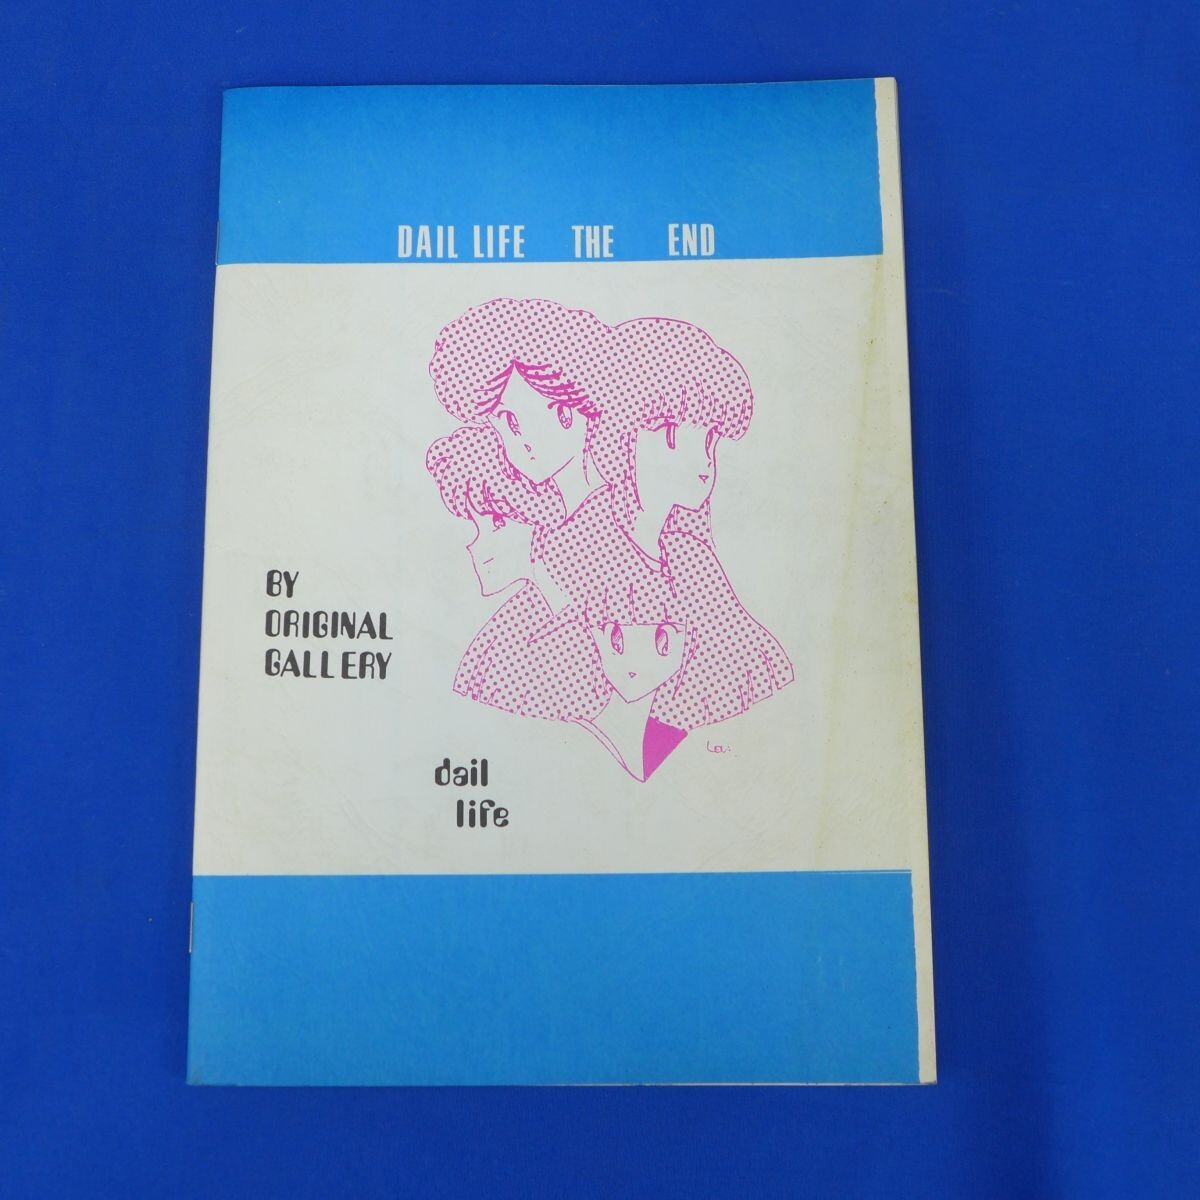 DAIL LIFE THE END
BY
ORIGINAL
GALLERY
dail
life